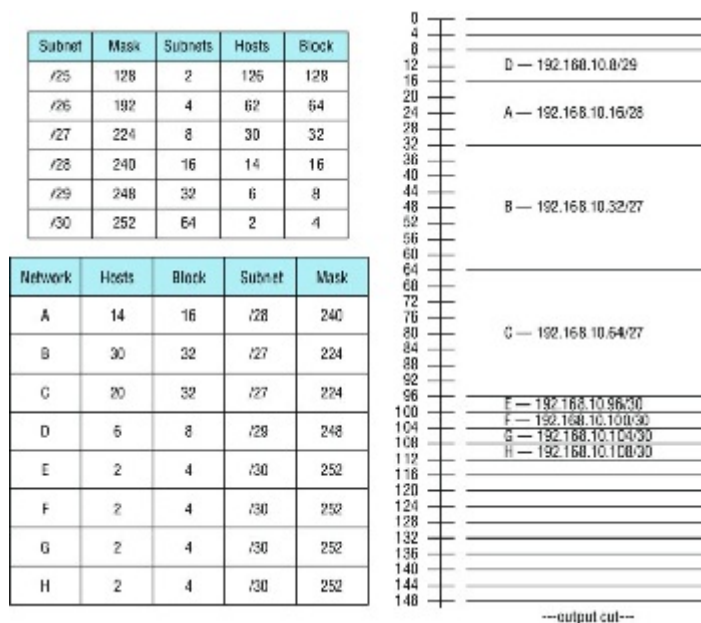 Subnet Mask Subnets Hosts Block
/25 128 2 126 128
/26 192 4 62 64
/27 224 8 30 32
/28 240 16 14 16
/29 248 32 6 8
/30 252 64 2 4
Network Hosts Block Subnet Mask
A 14 16 /28 240
B 30 32 /27 224
C 20 32 /27 224
D 6 8 /29 248
E 2 4 /30 252
F 2 4 /30 252
G 2 4 /30 252
H 2 4 /30 252
0
4
8
12 D — 192.168.10.8/29
16
20
24 A — 192.168.10.16/28
28
32
36
40
44
48 B — 192.168.10.32/27
52
56
60
64
68
72
76
80 C — 192.168.10.64/27
84
88
92
96
E — 192.168.10.96/30
100
F — 192.168.10.100/30
104
G — 192.168.10.104/30
108
H — 192.168.10.108/30
112
116
120
124
128
132
136
140
144
148
---output cut---